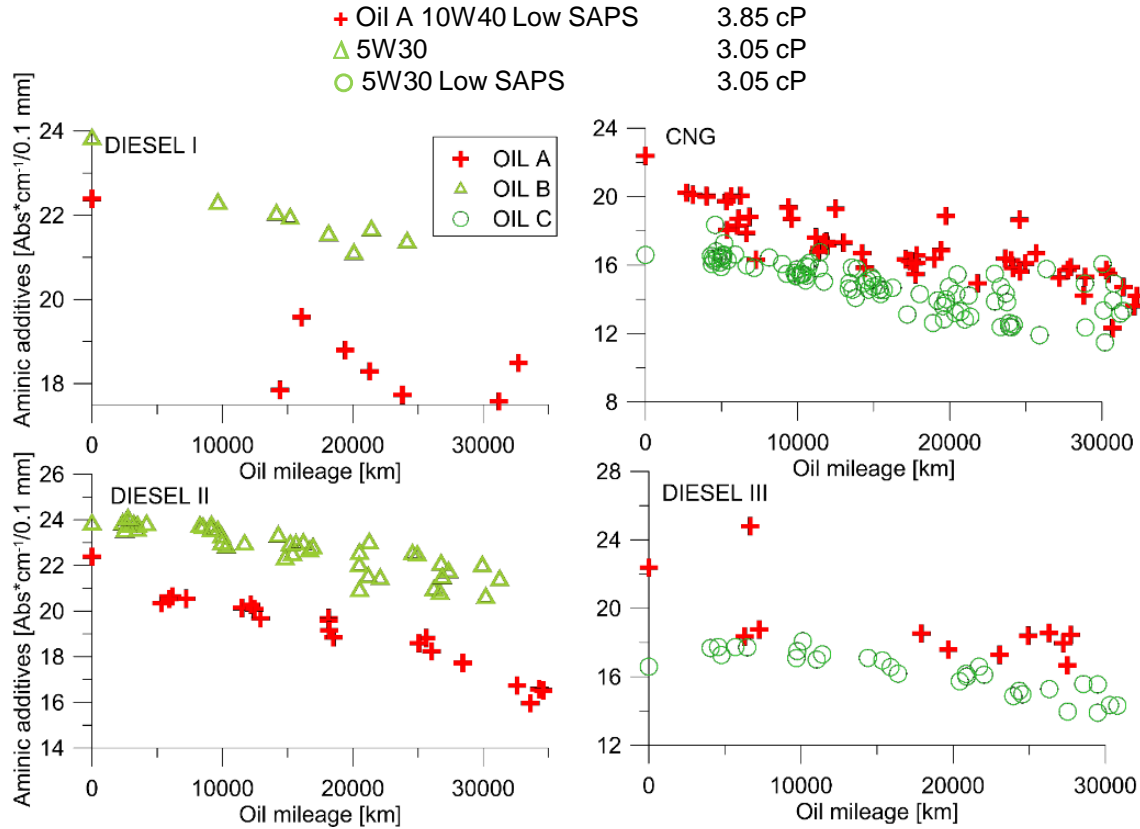 Oil A 10W40 Low SAPS 3.85 cP
5W30 3.05 cP
5W30 Low SAPS 3.05 cP
Aminic additives [Abs*cm⁻¹/0.1 mm]
24
22
20
18
DIESEL I
OIL A
OIL B
OIL C
0 10000 20000 30000
Oil mileage [km]
24
20
16
12
8
CNG
0 10000 20000 30000
Oil mileage [km]
Aminic additives [Abs*cm⁻¹/0.1 mm]
26
24
22
20
18
16
14
DIESEL II
0 10000 20000 30000
Oil mileage [km]
28
24
20
16
12
DIESEL III
0 10000 20000 30000
Oil mileage [km]